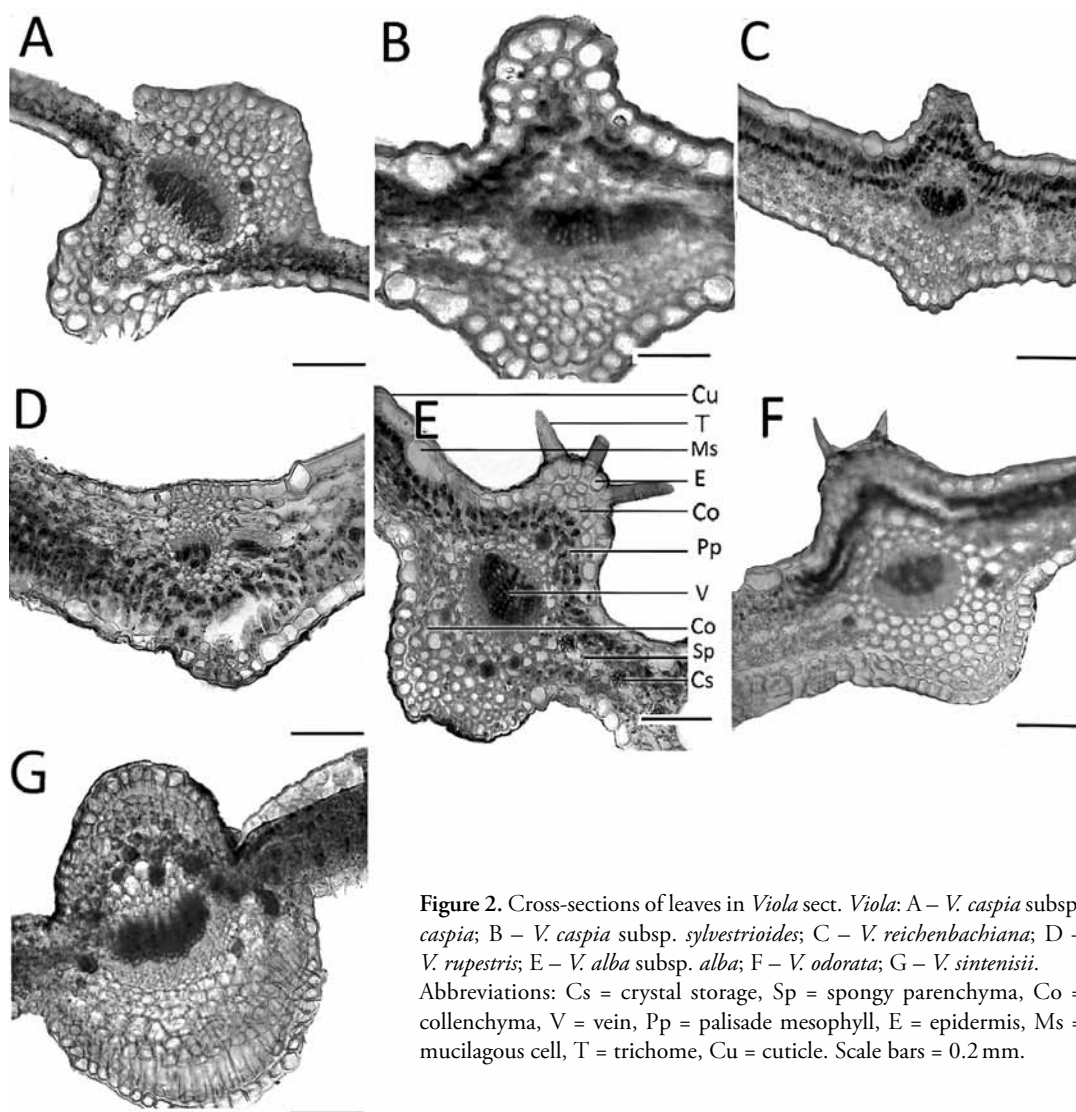 A
B
C
D
E
F
G
Cu
T
Ms
E
Co
Pp
V
Co
Sp
Cs
Figure 2. Cross-sections of leaves in Viola sect. Viola: A – V. caspia subsp.
caspia; B – V. caspia subsp. sylvestrioides; C – V. reichenbachiana; D –
V. rupestris; E – V. alba subsp. alba; F – V. odorata; G – V. sintenisii.
Abbreviations: Cs = crystal storage, Sp = spongy parenchyma, Co =
collenchyma, V = vein, Pp = palisade mesophyll, E = epidermis, Ms =
mucilagous cell, T = trichome, Cu = cuticle. Scale bars = 0.2 mm.